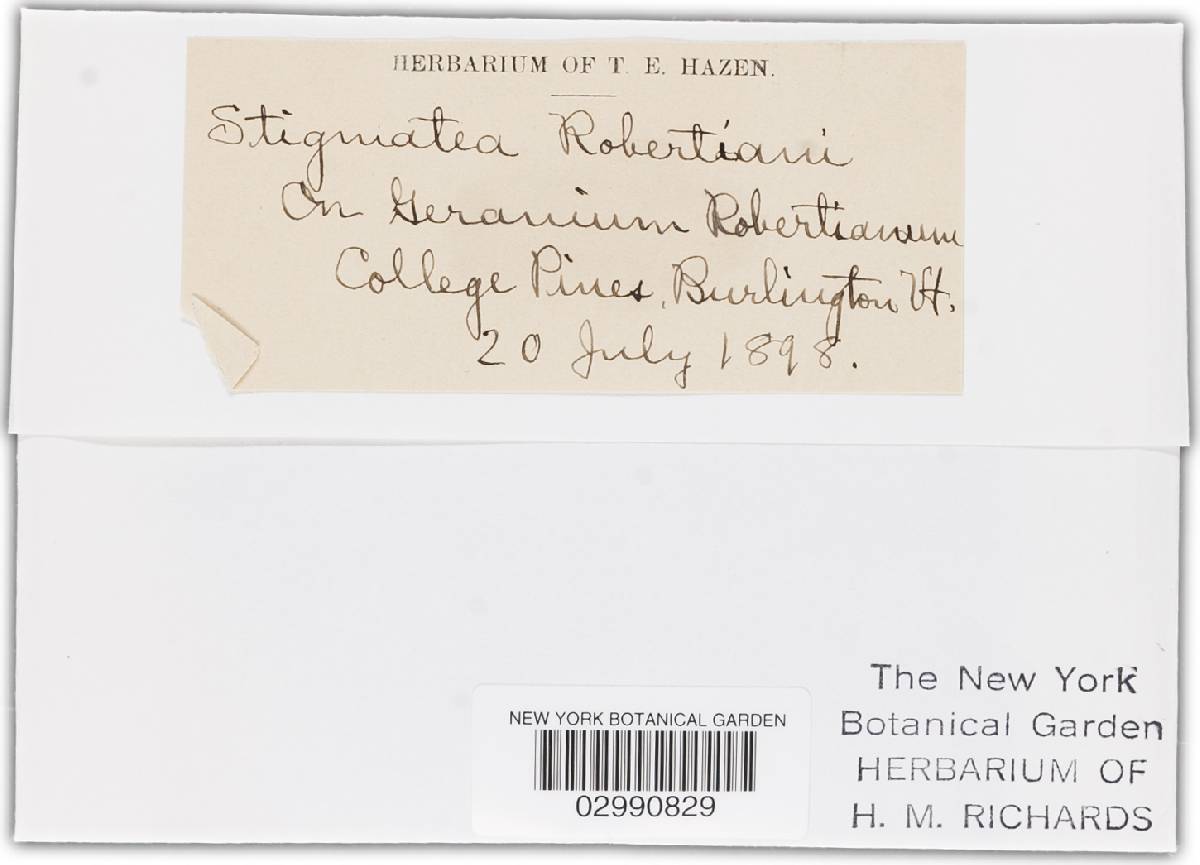 HERBARIUM OF T. E. HAZEN.
Stigmatea Robertiani
On Geranium Robertianum
College Pines, Burlington Vt.
20 July 1898.
NEW YORK BOTANICAL GARDEN
02990829
The New York
Botanical Garden
HERBARIUM OF
H. M. RICHARDS